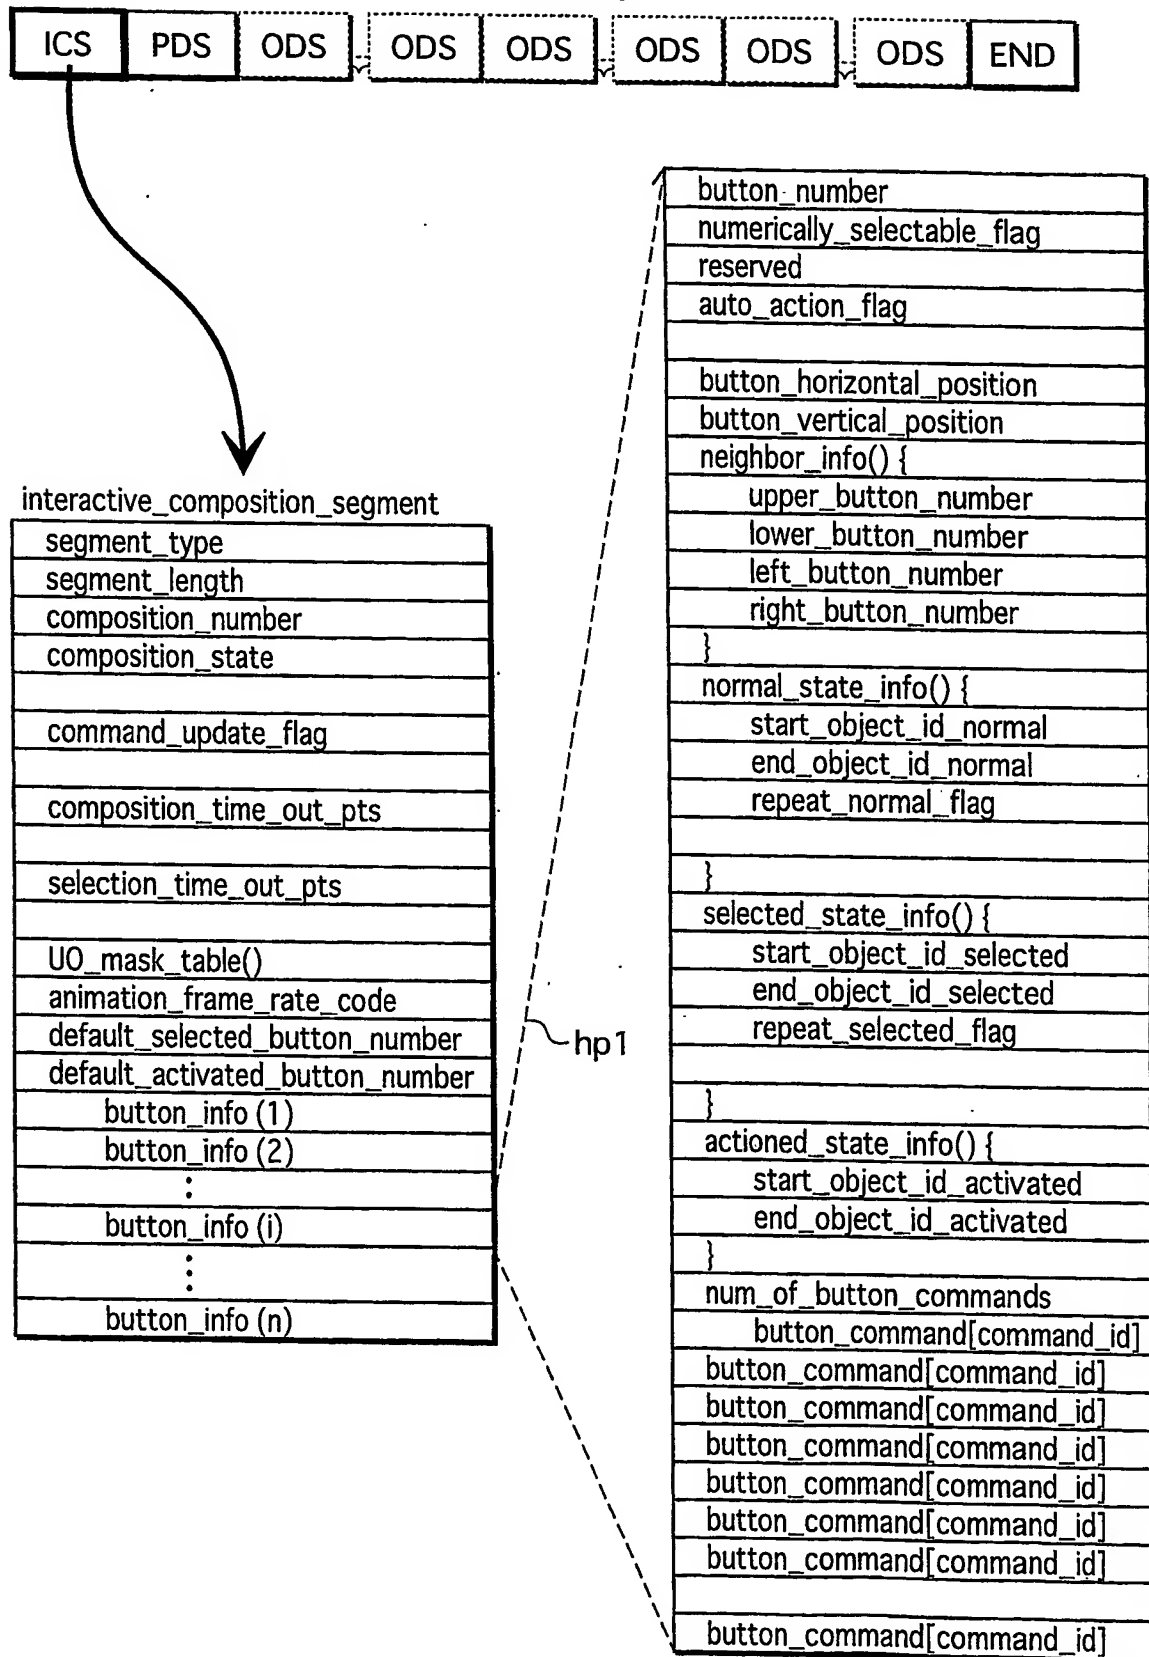 ICS PDS ODS ODS ODS ODS ODS ODS END
interactive_composition_segment
segment_type
segment_length
composition_number
composition_state
command_update_flag
composition_time_out_pts
selection_time_out_pts
UO_mask_table()
animation_frame_rate_code
default_selected_button_number
default_activated_button_number
button_info (1)
button_info (2)
⋮
button_info (i)
⋮
button_info (n)
hp1
button_number
numerically_selectable_flag
reserved
auto_action_flag
button_horizontal_position
button_vertical_position
neighbor_info() {
upper_button_number
lower_button_number
left_button_number
right_button_number
}
normal_state_info() {
start_object_id_normal
end_object_id_normal
repeat_normal_flag
}
selected_state_info() {
start_object_id_selected
end_object_id_selected
repeat_selected_flag
}
actioned_state_info() {
start_object_id_activated
end_object_id_activated
}
num_of_button_commands
button_command[command_id]
button_command[command_id]
button_command[command_id]
button_command[command_id]
button_command[command_id]
button_command[command_id]
button_command[command_id]
button_command[command_id]